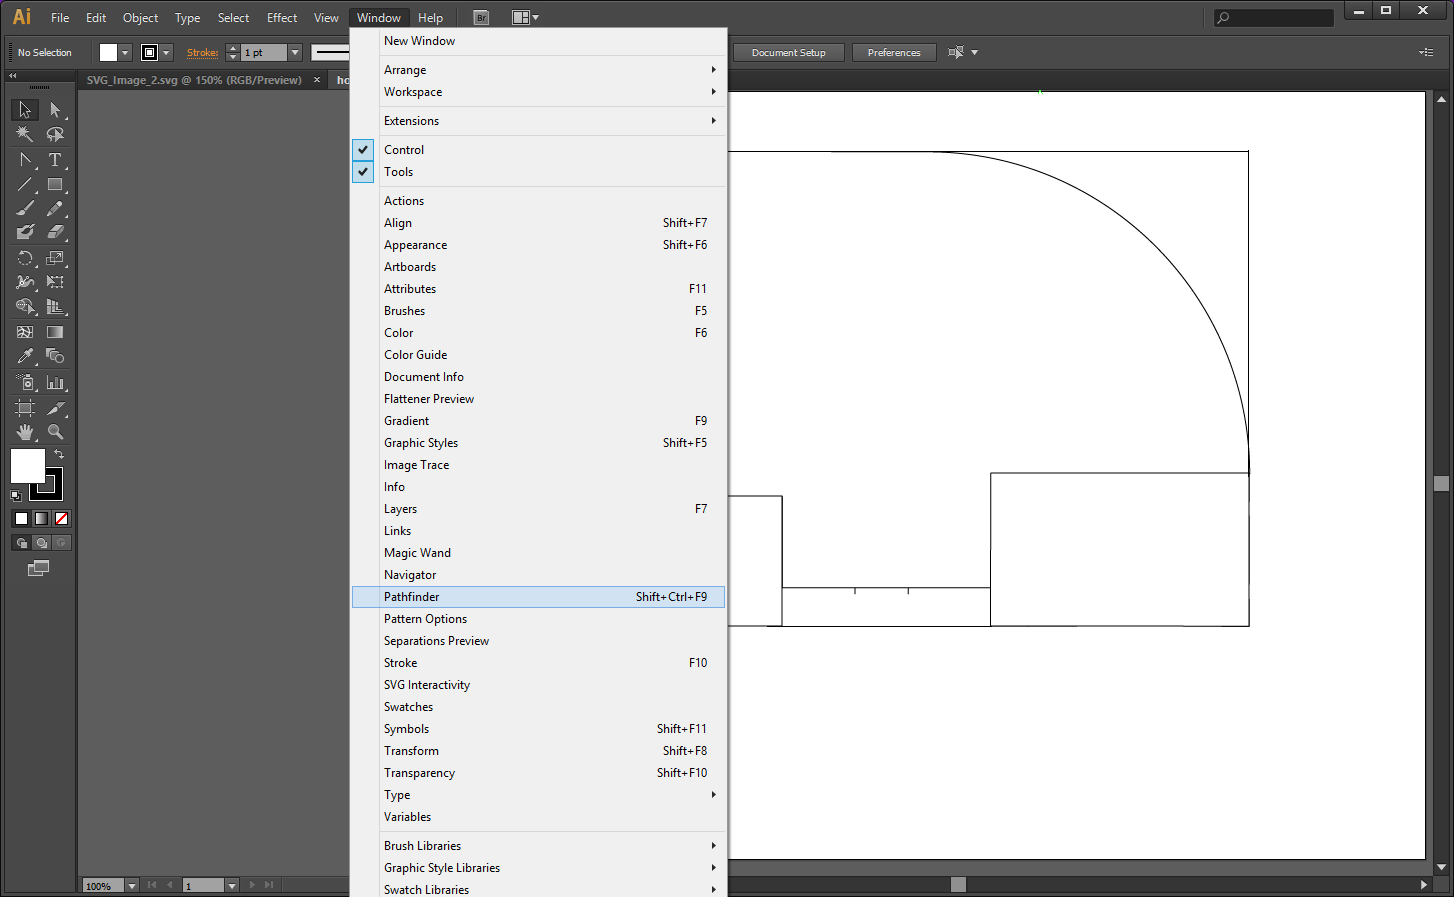 Ai File Edit Object Type Select Effect View Window Help Br
No Selection Stroke: 1 pt Document Setup Preferences
SVG_Image_2.svg @ 150% (RGB/Preview) × ho
New Window
Arrange
Workspace
Extensions
Control
Tools
Actions
Align Shift+F7
Appearance Shift+F6
Artboards
Attributes F11
Brushes F5
Color F6
Color Guide
Document Info
Flattener Preview
Gradient F9
Graphic Styles Shift+F5
Image Trace
Info
Layers F7
Links
Magic Wand
Navigator
Pathfinder Shift+Ctrl+F9
Pattern Options
Separations Preview
Stroke F10
SVG Interactivity
Swatches
Symbols Shift+F11
Transform Shift+F8
Transparency Shift+F10
Type
Variables
Brush Libraries
Graphic Style Libraries
Swatch Libraries
100% 1